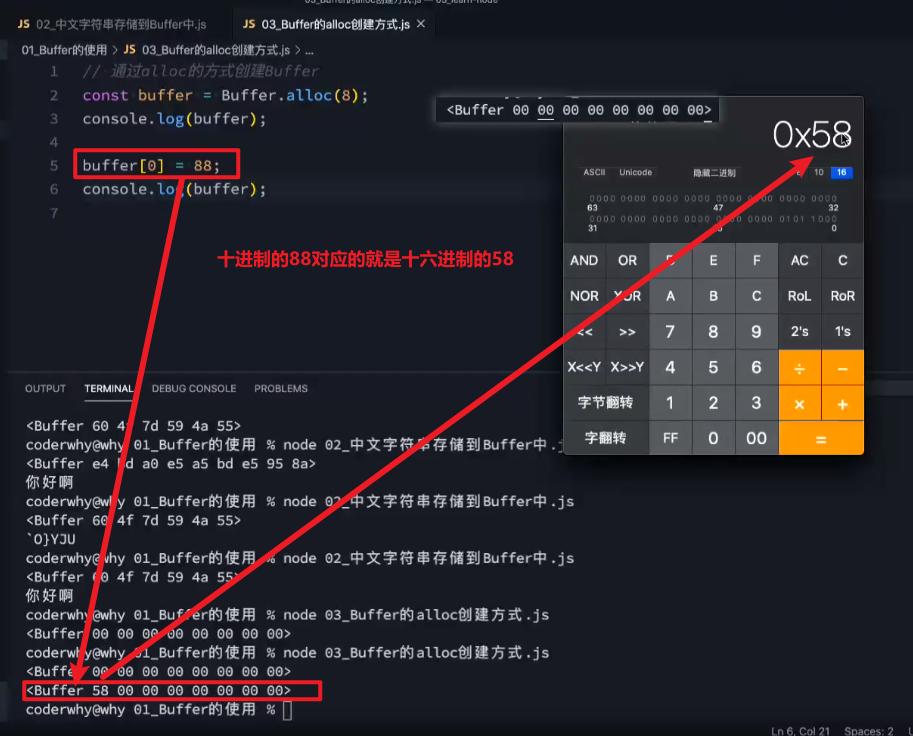 JS 02_中文字符串存储到Buffer中.js
JS 03_Buffer的alloc创建方式.js ×
01_Buffer的使用 > JS 03_Buffer的alloc创建方式.js > ...
1 // 通过alloc的方式创建Buffer
2 const buffer = Buffer.alloc(8);
3 console.log(buffer);
4
5 buffer[0] = 88;
6 console.log(buffer);
7
<Buffer 00 00 00 00 00 00 00 00>
0x58
ASCII Unicode 隐藏二进制 10 16
0000 0000 0000 0000 0000 0000 0000 0000
63 47 32
0000 0000 0000 0000 0000 0000 0101 1000
31 0
十进制的88对应的就是十六进制的58
AND OR D E F AC C
NOR XOR A B C RoL RoR
<< >> 7 8 9 2's 1's
X<<Y X>>Y 4 5 6 ÷ −
字节翻转 1 2 3 × +
字翻转 FF 0 00 =
OUTPUT TERMINAL DEBUG CONSOLE PROBLEMS
<Buffer 60 4f 7d 59 4a 55>
coderwhy@why 01_Buffer的使用 % node 02_中文字符串存储到Buffer中.j
<Buffer e4 bd a0 e5 a5 bd e5 95 8a>
你好啊
coderwhy@why 01_Buffer的使用 % node 02_中文字符串存储到Buffer中.js
<Buffer 60 4f 7d 59 4a 55>
`O}YJU
coderwhy@why 01_Buffer的使用 % node 02_中文字符串存储到Buffer中.js
<Buffer 60 4f 7d 59 4a 55>
你好啊
coderwhy@why 01_Buffer的使用 % node 03_Buffer的alloc创建方式.js
<Buffer 00 00 00 00 00 00 00 00>
coderwhy@why 01_Buffer的使用 % node 03_Buffer的alloc创建方式.js
<Buffer 00 00 00 00 00 00 00 00>
<Buffer 58 00 00 00 00 00 00 00>
coderwhy@why 01_Buffer的使用 %
Ln 6, Col 21 Spaces: 2